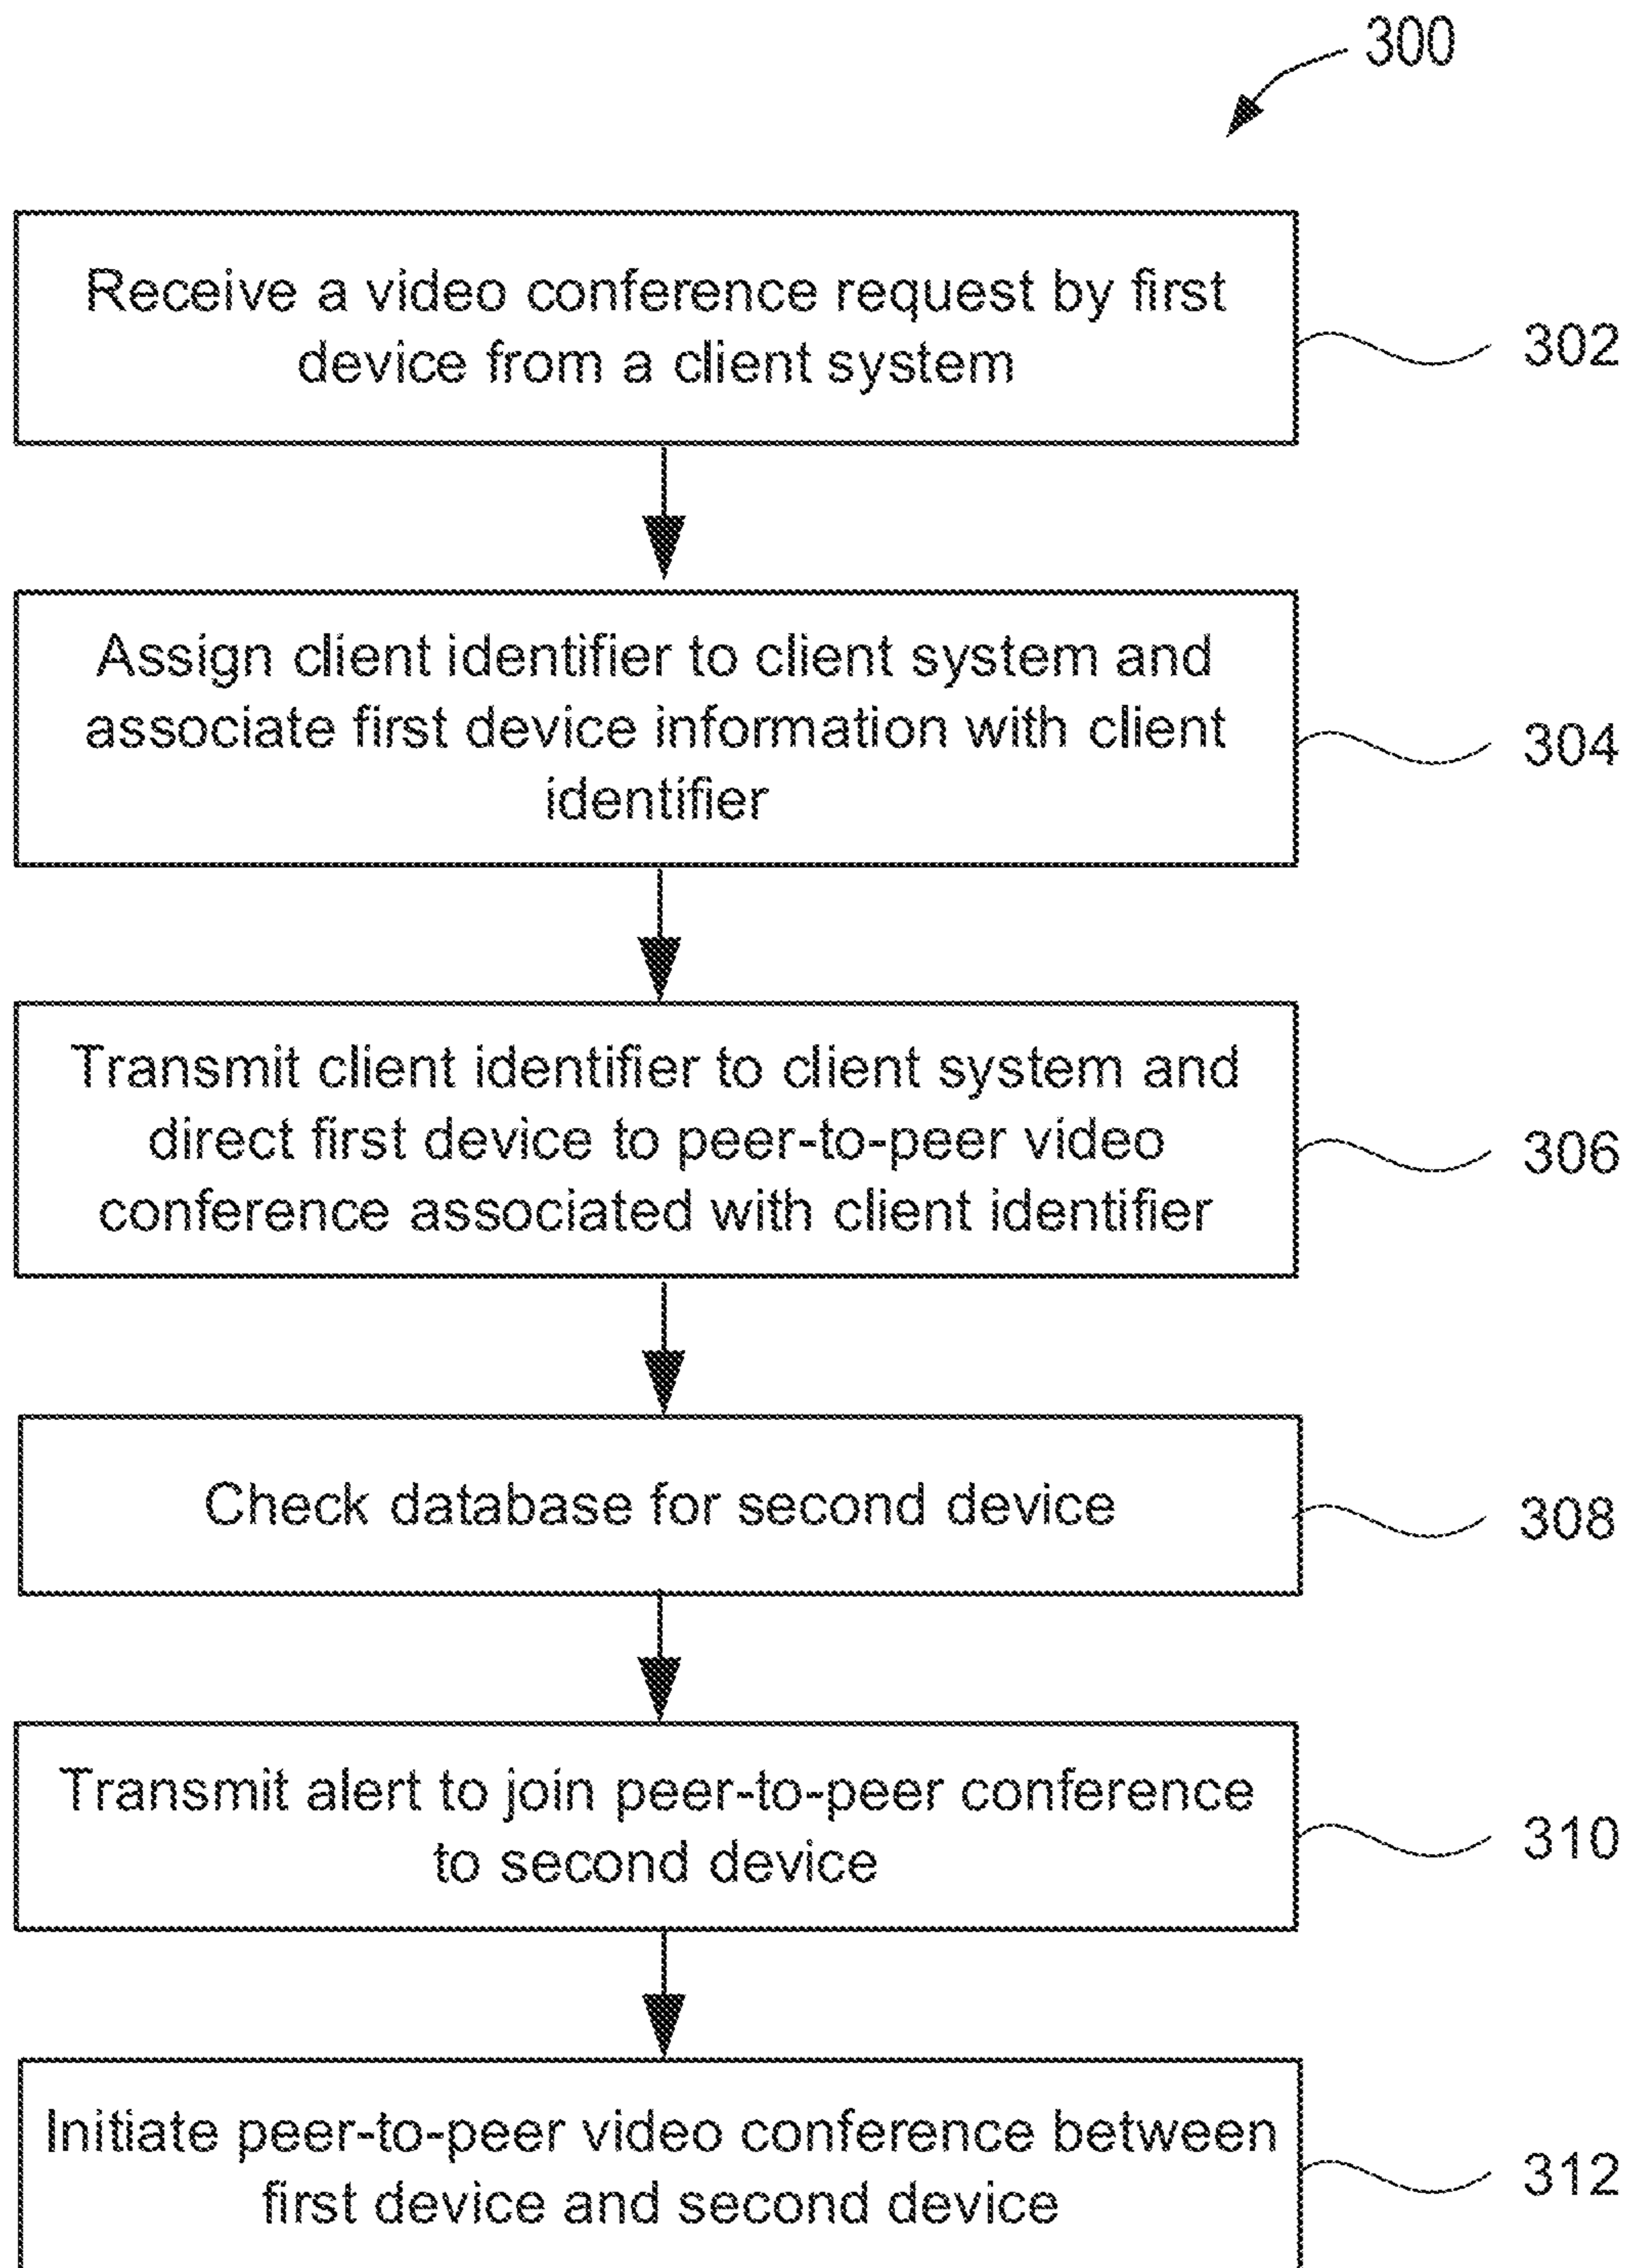 300
Receive a video conference request by first
device from a client system
302
Assign client identifier to client system and
associate first device information with client
identifier
304
Transmit client identifier to client system and
direct first device to peer-to-peer video
conference associated with client identifier
306
Check database for second device
308
Transmit alert to join peer-to-peer conference
to second device
310
Initiate peer-to-peer video conference between
first device and second device
312